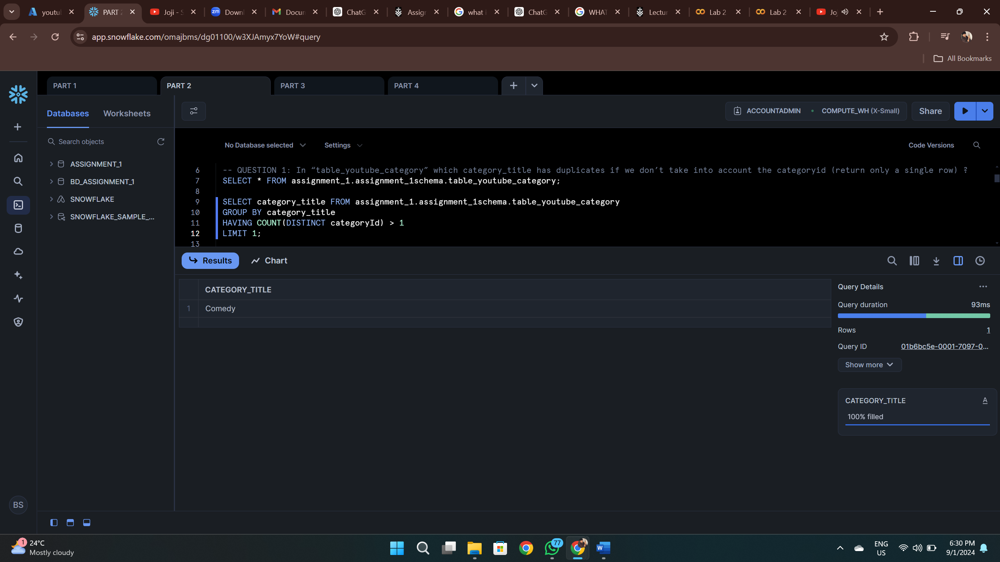 youtul
PART 2
Joji - S
Downl
Docun
ChatG
Assign
what i
ChatG
WHAT
Lectur
Lab 2
Lab 2
Jo
app.snowflake.com/omajbms/dg01100/w3XJAmyx7YoW#query
All Bookmarks
PART 1
PART 2
PART 3
PART 4
Databases
Worksheets
ACCOUNTADMIN
COMPUTE_WH (X-Small)
Share
Search objects
No Database selected
Settings
Code Versions
ASSIGNMENT_1
BD_ASSIGNMENT_1
SNOWFLAKE
SNOWFLAKE_SAMPLE_...
6 -- QUESTION 1: In “table_youtube_category” which category_title has duplicates if we don’t take into account the categoryid (return only a single row) ?
7 SELECT * FROM assignment_1.assignment_1schema.table_youtube_category;
8
9 SELECT category_title FROM assignment_1.assignment_1schema.table_youtube_category
10 GROUP BY category_title
11 HAVING COUNT(DISTINCT categoryId) > 1
12 LIMIT 1;
13
Results
Chart
CATEGORY_TITLE
1 Comedy
Query Details
Query duration 93ms
Rows 1
Query ID 01b6bc5e-0001-7097-0...
Show more
CATEGORY_TITLE A
100% filled
BS
1
24°C
Mostly cloudy
zm
77
W
ENG
US
6:30 PM
9/1/2024